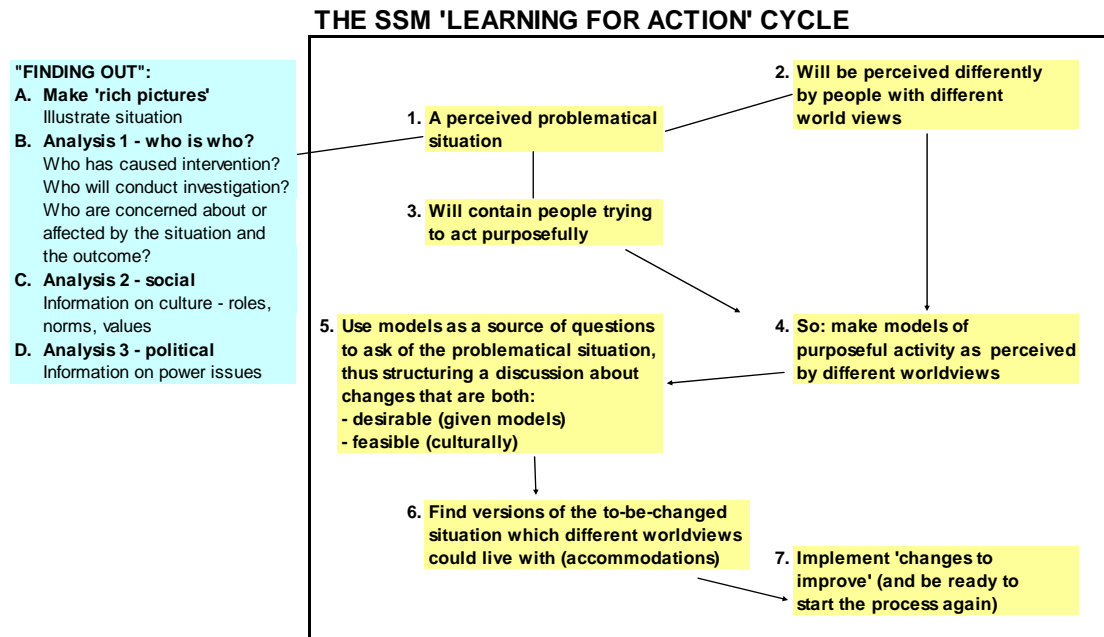 THE SSM 'LEARNING FOR ACTION' CYCLE
"FINDING OUT":
A. Make 'rich pictures'
Illustrate situation
B. Analysis 1 - who is who?
Who has caused intervention?
Who will conduct investigation?
Who are concerned about or
affected by the situation and
the outcome?
C. Analysis 2 - social
Information on culture - roles,
norms, values
D. Analysis 3 - political
Information on power issues
1. A perceived problematical
situation
2. Will be perceived differently
by people with different
world views
3. Will contain people trying
to act purposefully
4. So: make models of
purposeful activity as perceived
by different worldviews
5. Use models as a source of questions
to ask of the problematical situation,
thus structuring a discussion about
changes that are both:
- desirable (given models)
- feasible (culturally)
6. Find versions of the to-be-changed
situation which different worldviews
could live with (accommodations)
7. Implement 'changes to
improve' (and be ready to
start the process again)